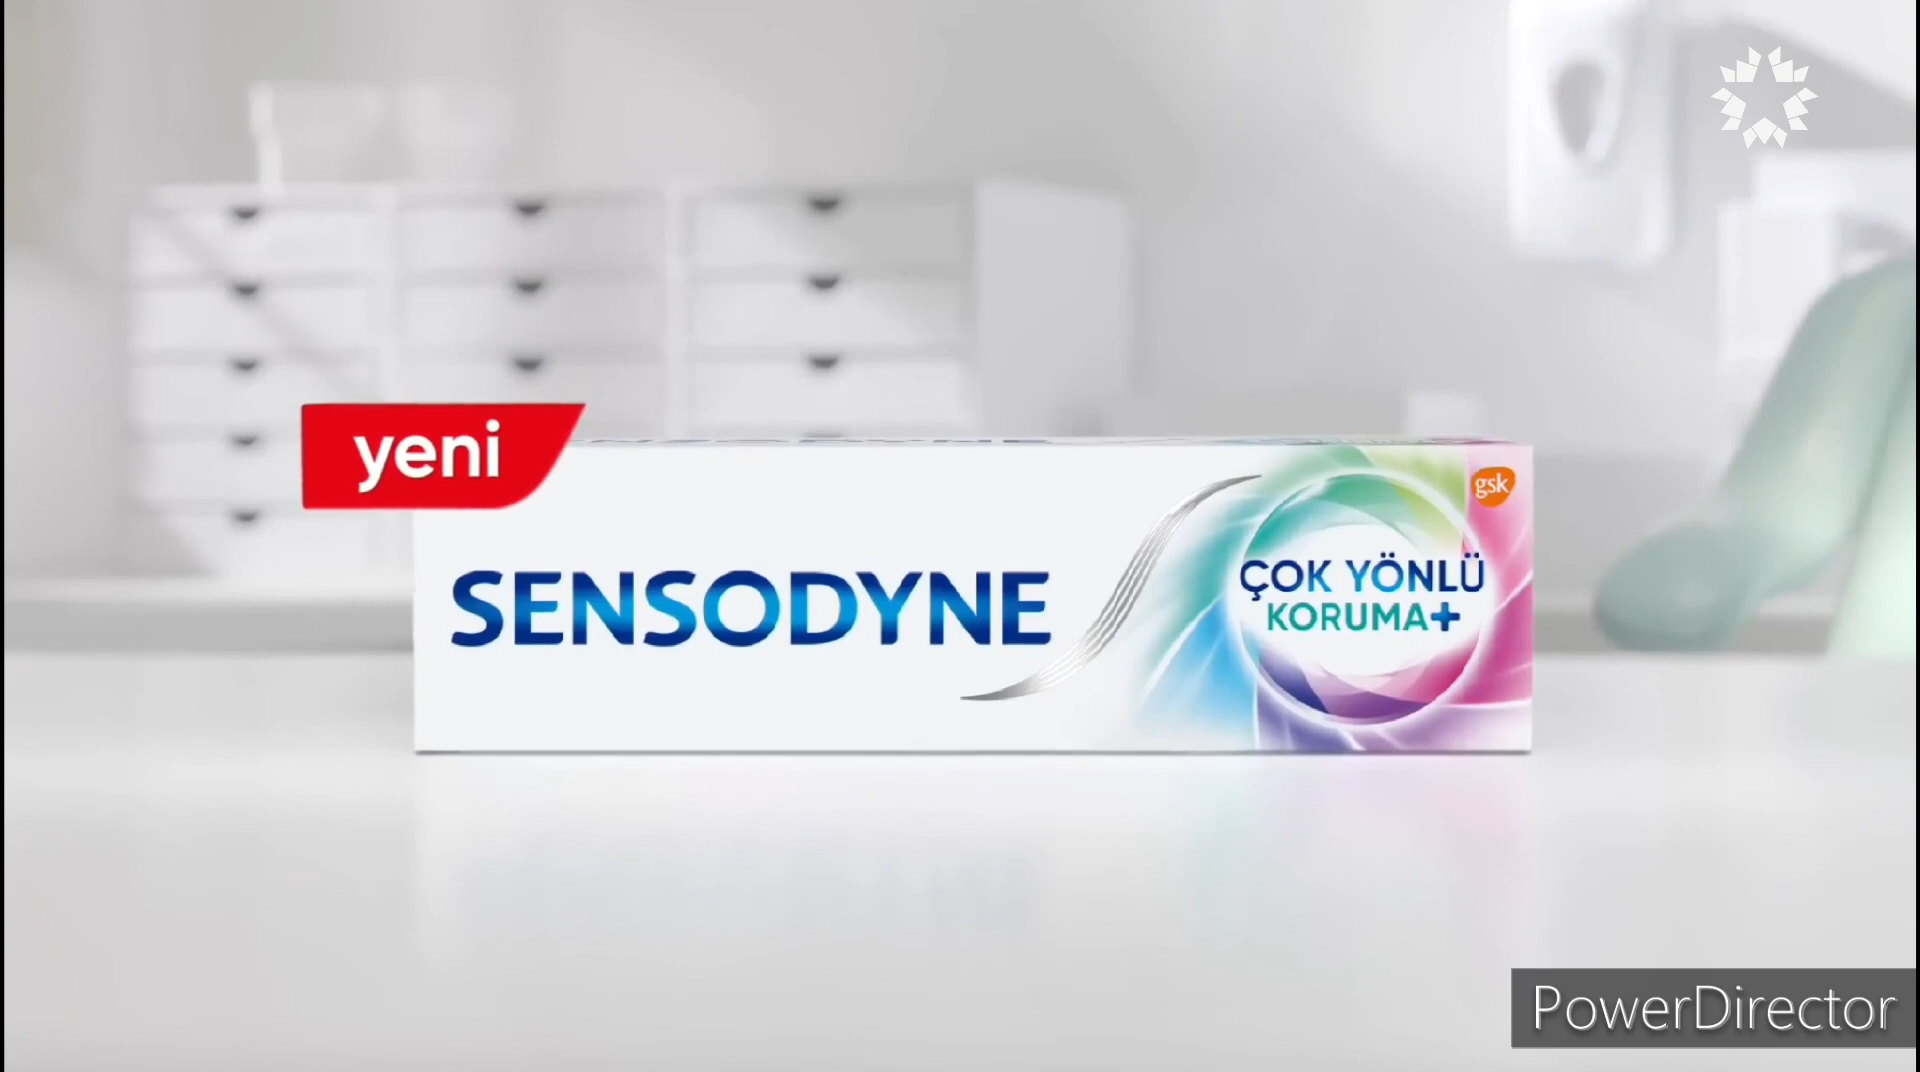 yeni
gsk
SENSODYNE
ÇOK YÖNLÜ
KORUMA+
PowerDirector